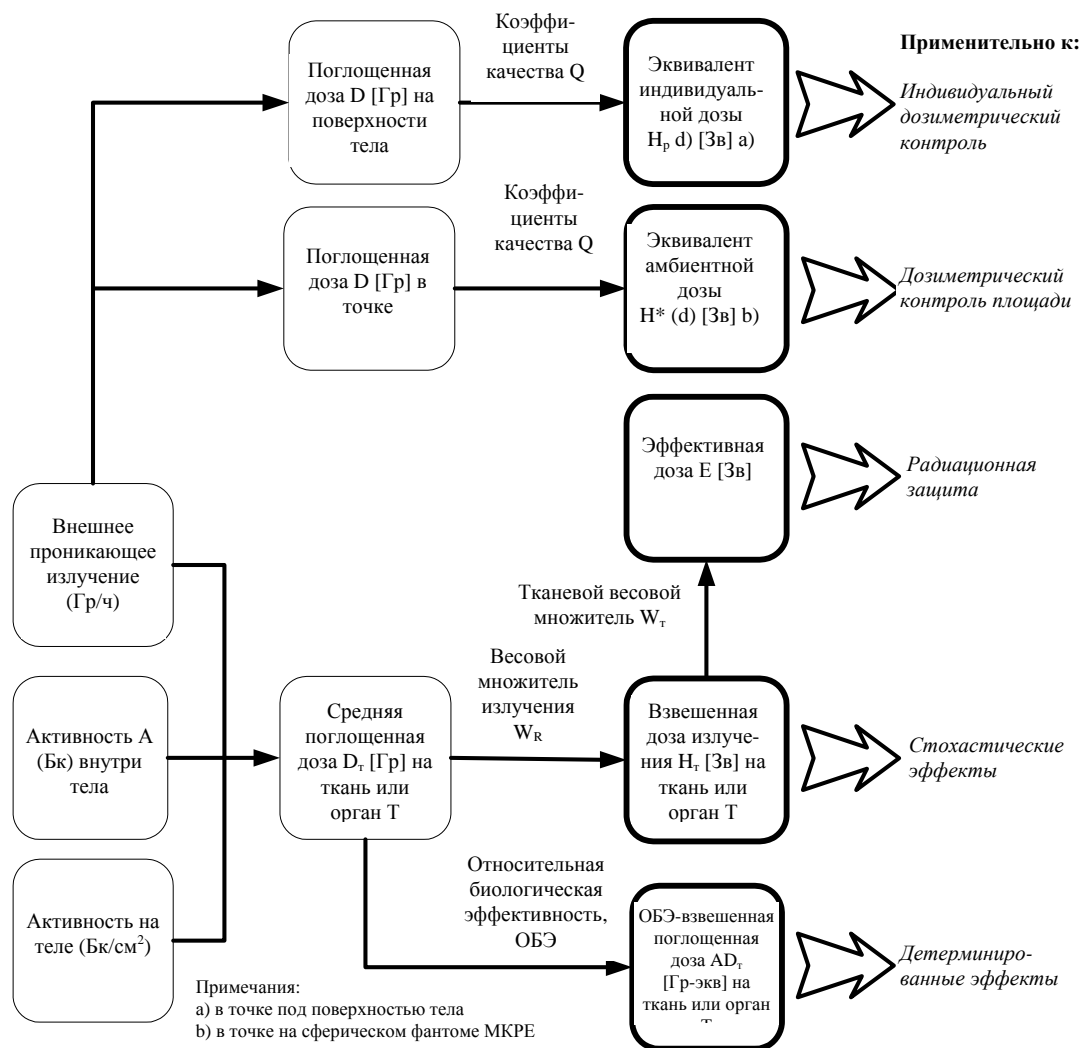 Применительно к:
Поглощенная
доза D [Гр] на
поверхности
тела
Коэффи-
циенты
качества Q
Эквивалент
индивидуаль-
ной дозы
Hp d) [Зв] a)
Индивидуальный
дозиметрический
контроль
Поглощенная
доза D [Гр] в
точке
Коэффи-
циенты
качества Q
Эквивалент
амбиентной
дозы
H* (d) [Зв] b)
Дозиметрический
контроль площади
Эффективная
доза E [Зв]
Радиационная
защита
Внешнее
проникающее
излучение
(Гр/ч)
Тканевой весовой
множитель Wт
Активность А
(Бк) внутри
тела
Средняя
поглощенная
доза Dт [Гр] на
ткань или
орган Т
Весовой
множитель
излучения
WR
Взвешенная
доза излуче-
ния Hт [Зв] на
ткань или
орган Т
Стохастические
эффекты
Активность на
теле (Бк/см²)
Относительная
биологическая
эффективность,
ОБЭ
ОБЭ-взвешенная
поглощенная
доза ADт
[Гр-экв] на
ткань или орган
Детерминиро-
ванные эффекты
Примечания:
a) в точке под поверхностью тела
b) в точке на сферическом фантоме МКРЕ